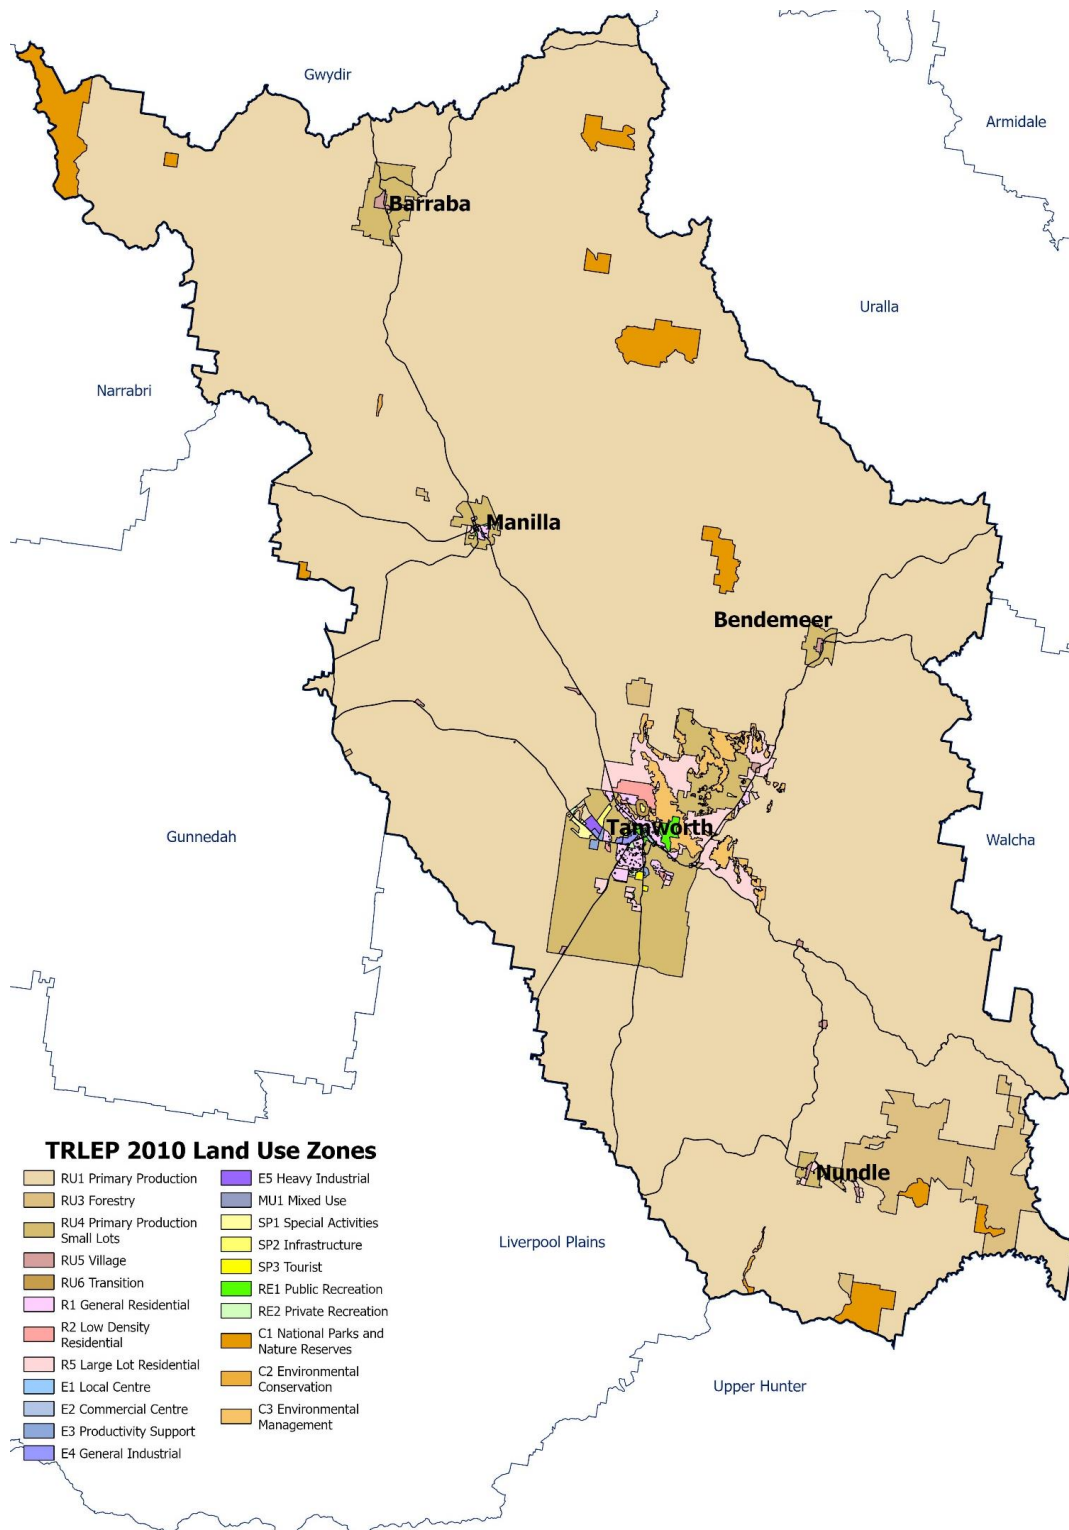 Gwydir
Armidale
Barraba
Uralla
Narrabri
Manilla
Bendemeer
Gunnedah
Tamworth
Walcha
Nundle
Liverpool Plains
Upper Hunter
TRLEP 2010 Land Use Zones
RU1 Primary Production
RU3 Forestry
RU4 Primary Production
Small Lots
RU5 Village
RU6 Transition
R1 General Residential
R2 Low Density
Residential
R5 Large Lot Residential
E1 Local Centre
E2 Commercial Centre
E3 Productivity Support
E4 General Industrial
E5 Heavy Industrial
MU1 Mixed Use
SP1 Special Activities
SP2 Infrastructure
SP3 Tourist
RE1 Public Recreation
RE2 Private Recreation
C1 National Parks and
Nature Reserves
C2 Environmental
Conservation
C3 Environmental
Management